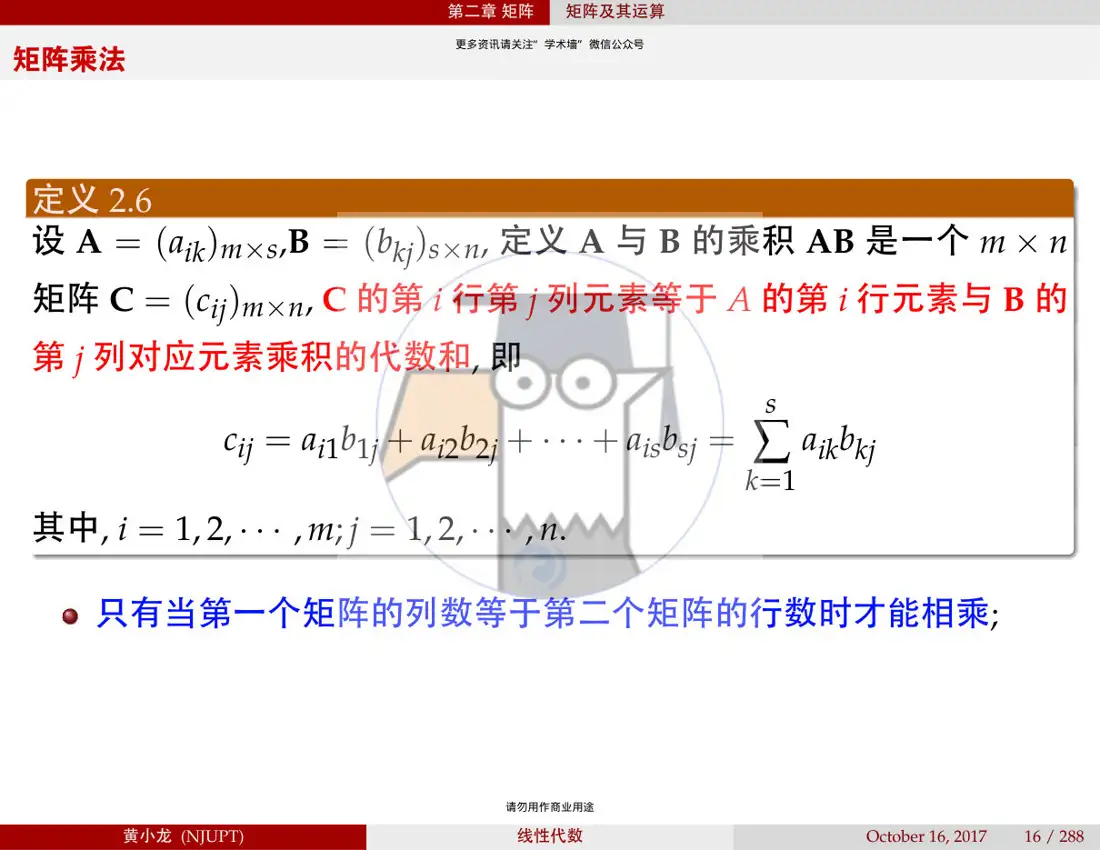 第二章 矩阵 矩阵及其运算
更多资讯请关注“学术墙”微信公众号
矩阵乘法
定义 2.6
设 A = (a_{ik})_{m×s},B = (b_{kj})_{s×n}, 定义 A 与 B 的乘积 AB 是一个 m × n
矩阵 C = (c_{ij})_{m×n}, C 的第 i 行第 j 列元素等于 A 的第 i 行元素与 B 的
第 j 列对应元素乘积的代数和, 即
c_{ij} = a_{i1}b_{1j} + a_{i2}b_{2j} + ··· + a_{is}b_{sj} = \sum_{k=1}^{s} a_{ik}b_{kj}
其中, i = 1, 2, ··· , m; j = 1, 2, ··· , n.
只有当第一个矩阵的列数等于第二个矩阵的行数时才能相乘;
请勿用作商业用途
黄小龙 (NJUPT) 线性代数 October 16, 2017 16 / 288